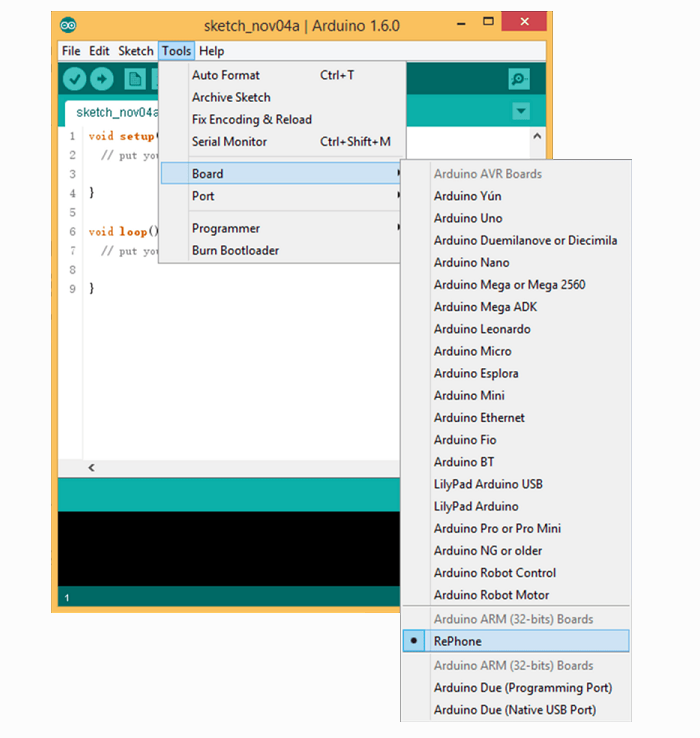 sketch_nov04a | Arduino 1.6.0
File Edit Sketch Tools Help
Auto Format Ctrl+T
Archive Sketch
Fix Encoding & Reload
Serial Monitor Ctrl+Shift+M
Board
Port
Programmer
Burn Bootloader
sketch_nov04a
1 void setup(
2 // put you
3
4 }
5
6 void loop()
7 // put you
8
9 }
Arduino AVR Boards
Arduino Yún
Arduino Uno
Arduino Duemilanove or Diecimila
Arduino Nano
Arduino Mega or Mega 2560
Arduino Mega ADK
Arduino Leonardo
Arduino Micro
Arduino Esplora
Arduino Mini
Arduino Ethernet
Arduino Fio
Arduino BT
LilyPad Arduino USB
LilyPad Arduino
Arduino Pro or Pro Mini
Arduino NG or older
Arduino Robot Control
Arduino Robot Motor
Arduino ARM (32-bits) Boards
RePhone
Arduino ARM (32-bits) Boards
Arduino Due (Programming Port)
Arduino Due (Native USB Port)
1